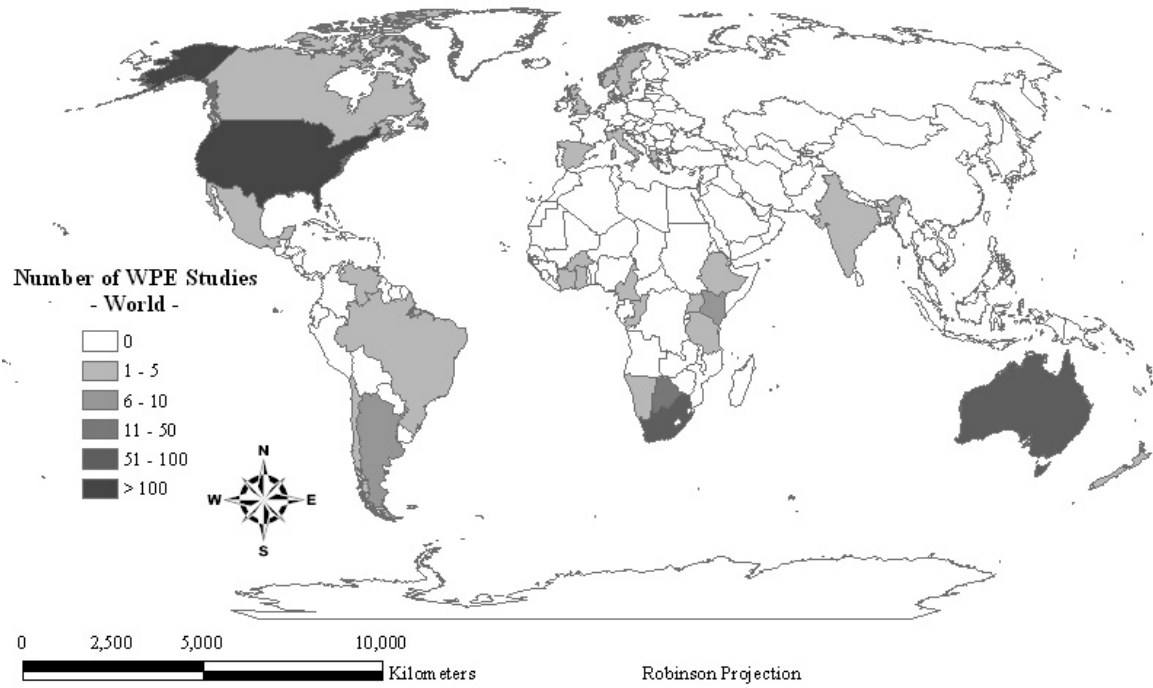 Number of WPE Studies
- World -
0
1 - 5
6 - 10
11 - 50
51 - 100
> 100
N
W E
S
0 2,500 5,000 10,000
Kilometers
Robinson Projection